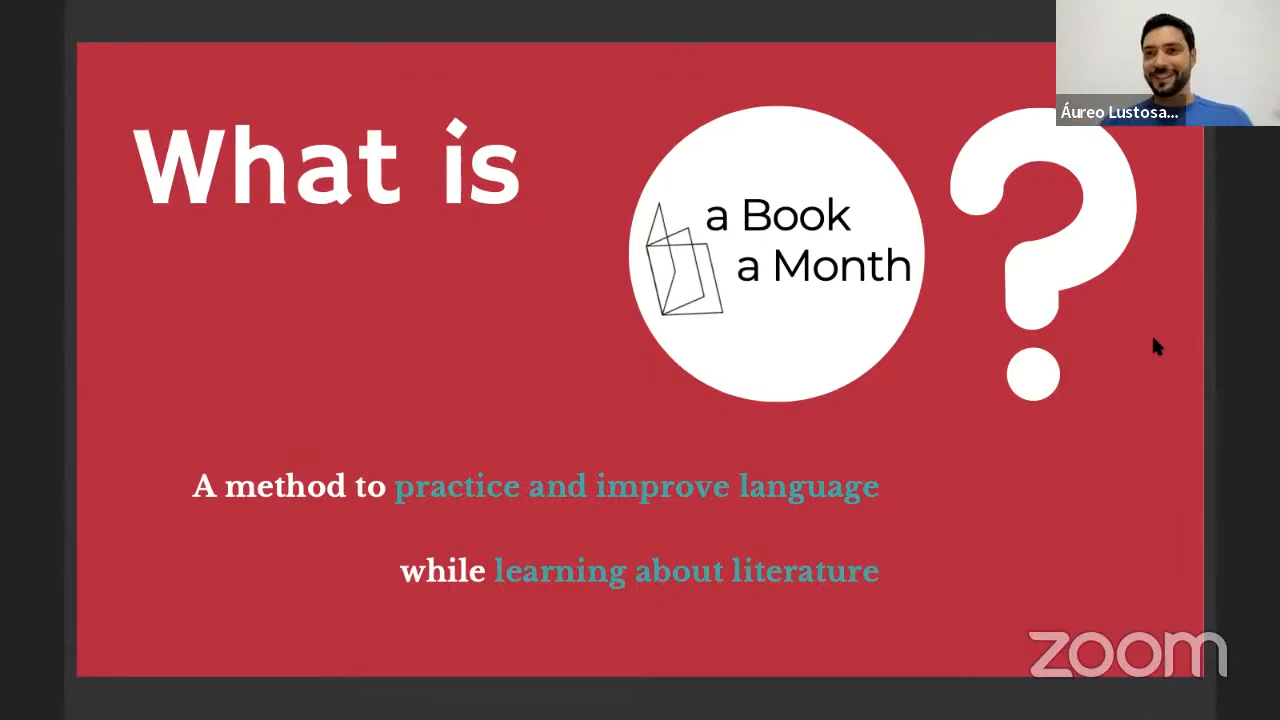 Áureo Lustosa...
What is
a Book
a Month
?
A method to practice and improve language
while learning about literature
zoom